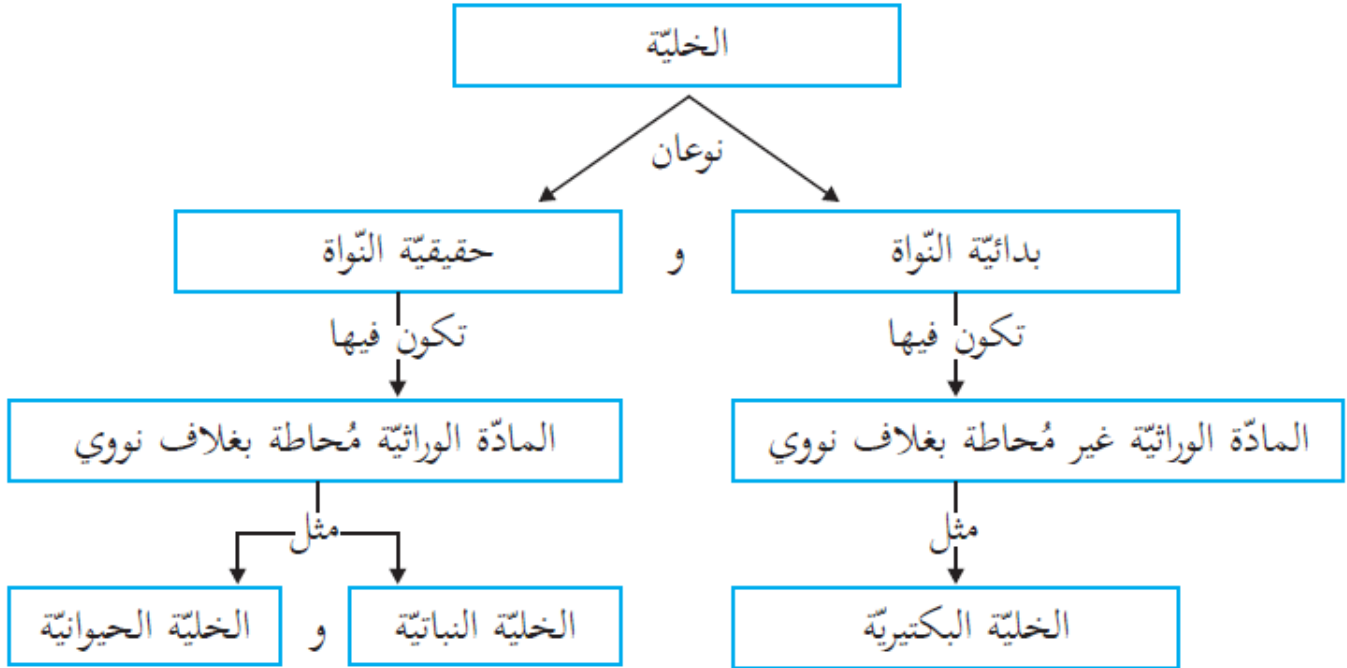 الخليّة
نوعان
بدائيّة النّواة و حقيقيّة النّواة
تكون فيها تكون فيها
المادّة الوراثيّة غير مُحاطة بغلاف نووي المادّة الوراثيّة مُحاطة بغلاف نووي
مثل مثل
الخليّة البكتيريّة الخليّة النباتيّة و الخليّة الحيوانيّة